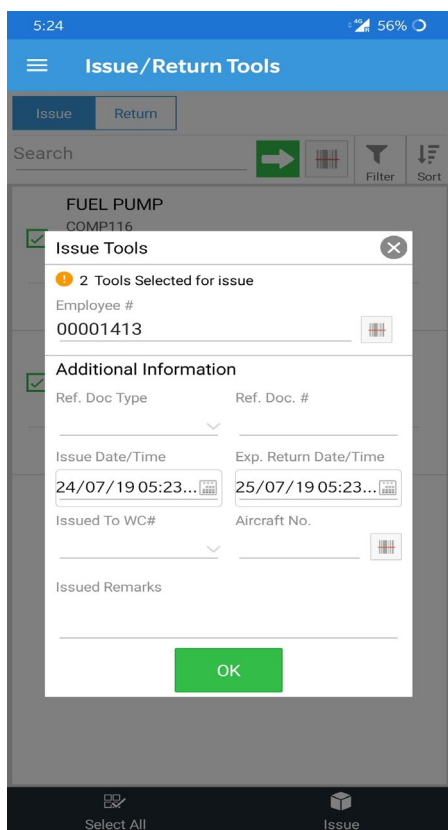 5:24 4G R 56%
Issue/Return Tools
Issue Return
Search Filter Sort
FUEL PUMP
COMP116
Issue Tools
2 Tools Selected for issue
Employee #
00001413
Additional Information
Ref. Doc Type Ref. Doc. #
Issue Date/Time Exp. Return Date/Time
24/07/19 05:23... 25/07/19 05:23...
Issued To WC# Aircraft No.
Issued Remarks
OK
Select All Issue